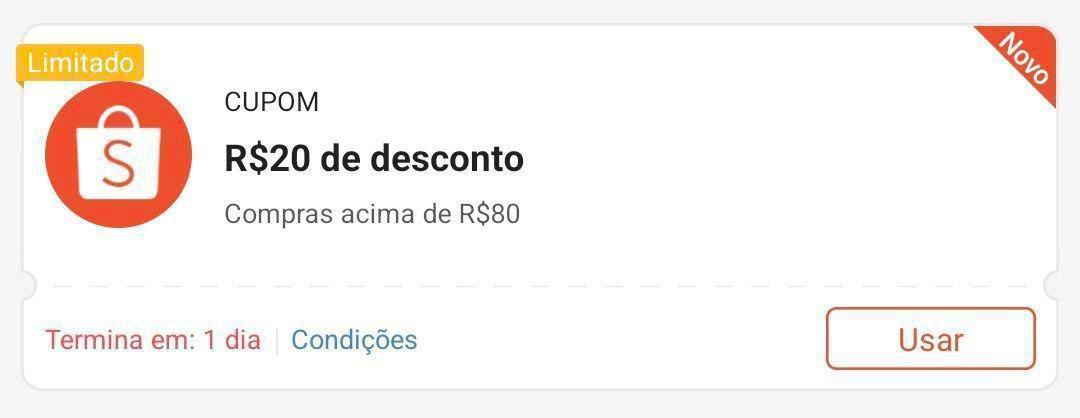 Limitado
Novo
S
CUPOM
R$20 de desconto
Compras acima de R$80
Termina em: 1 dia
Condições
Usar